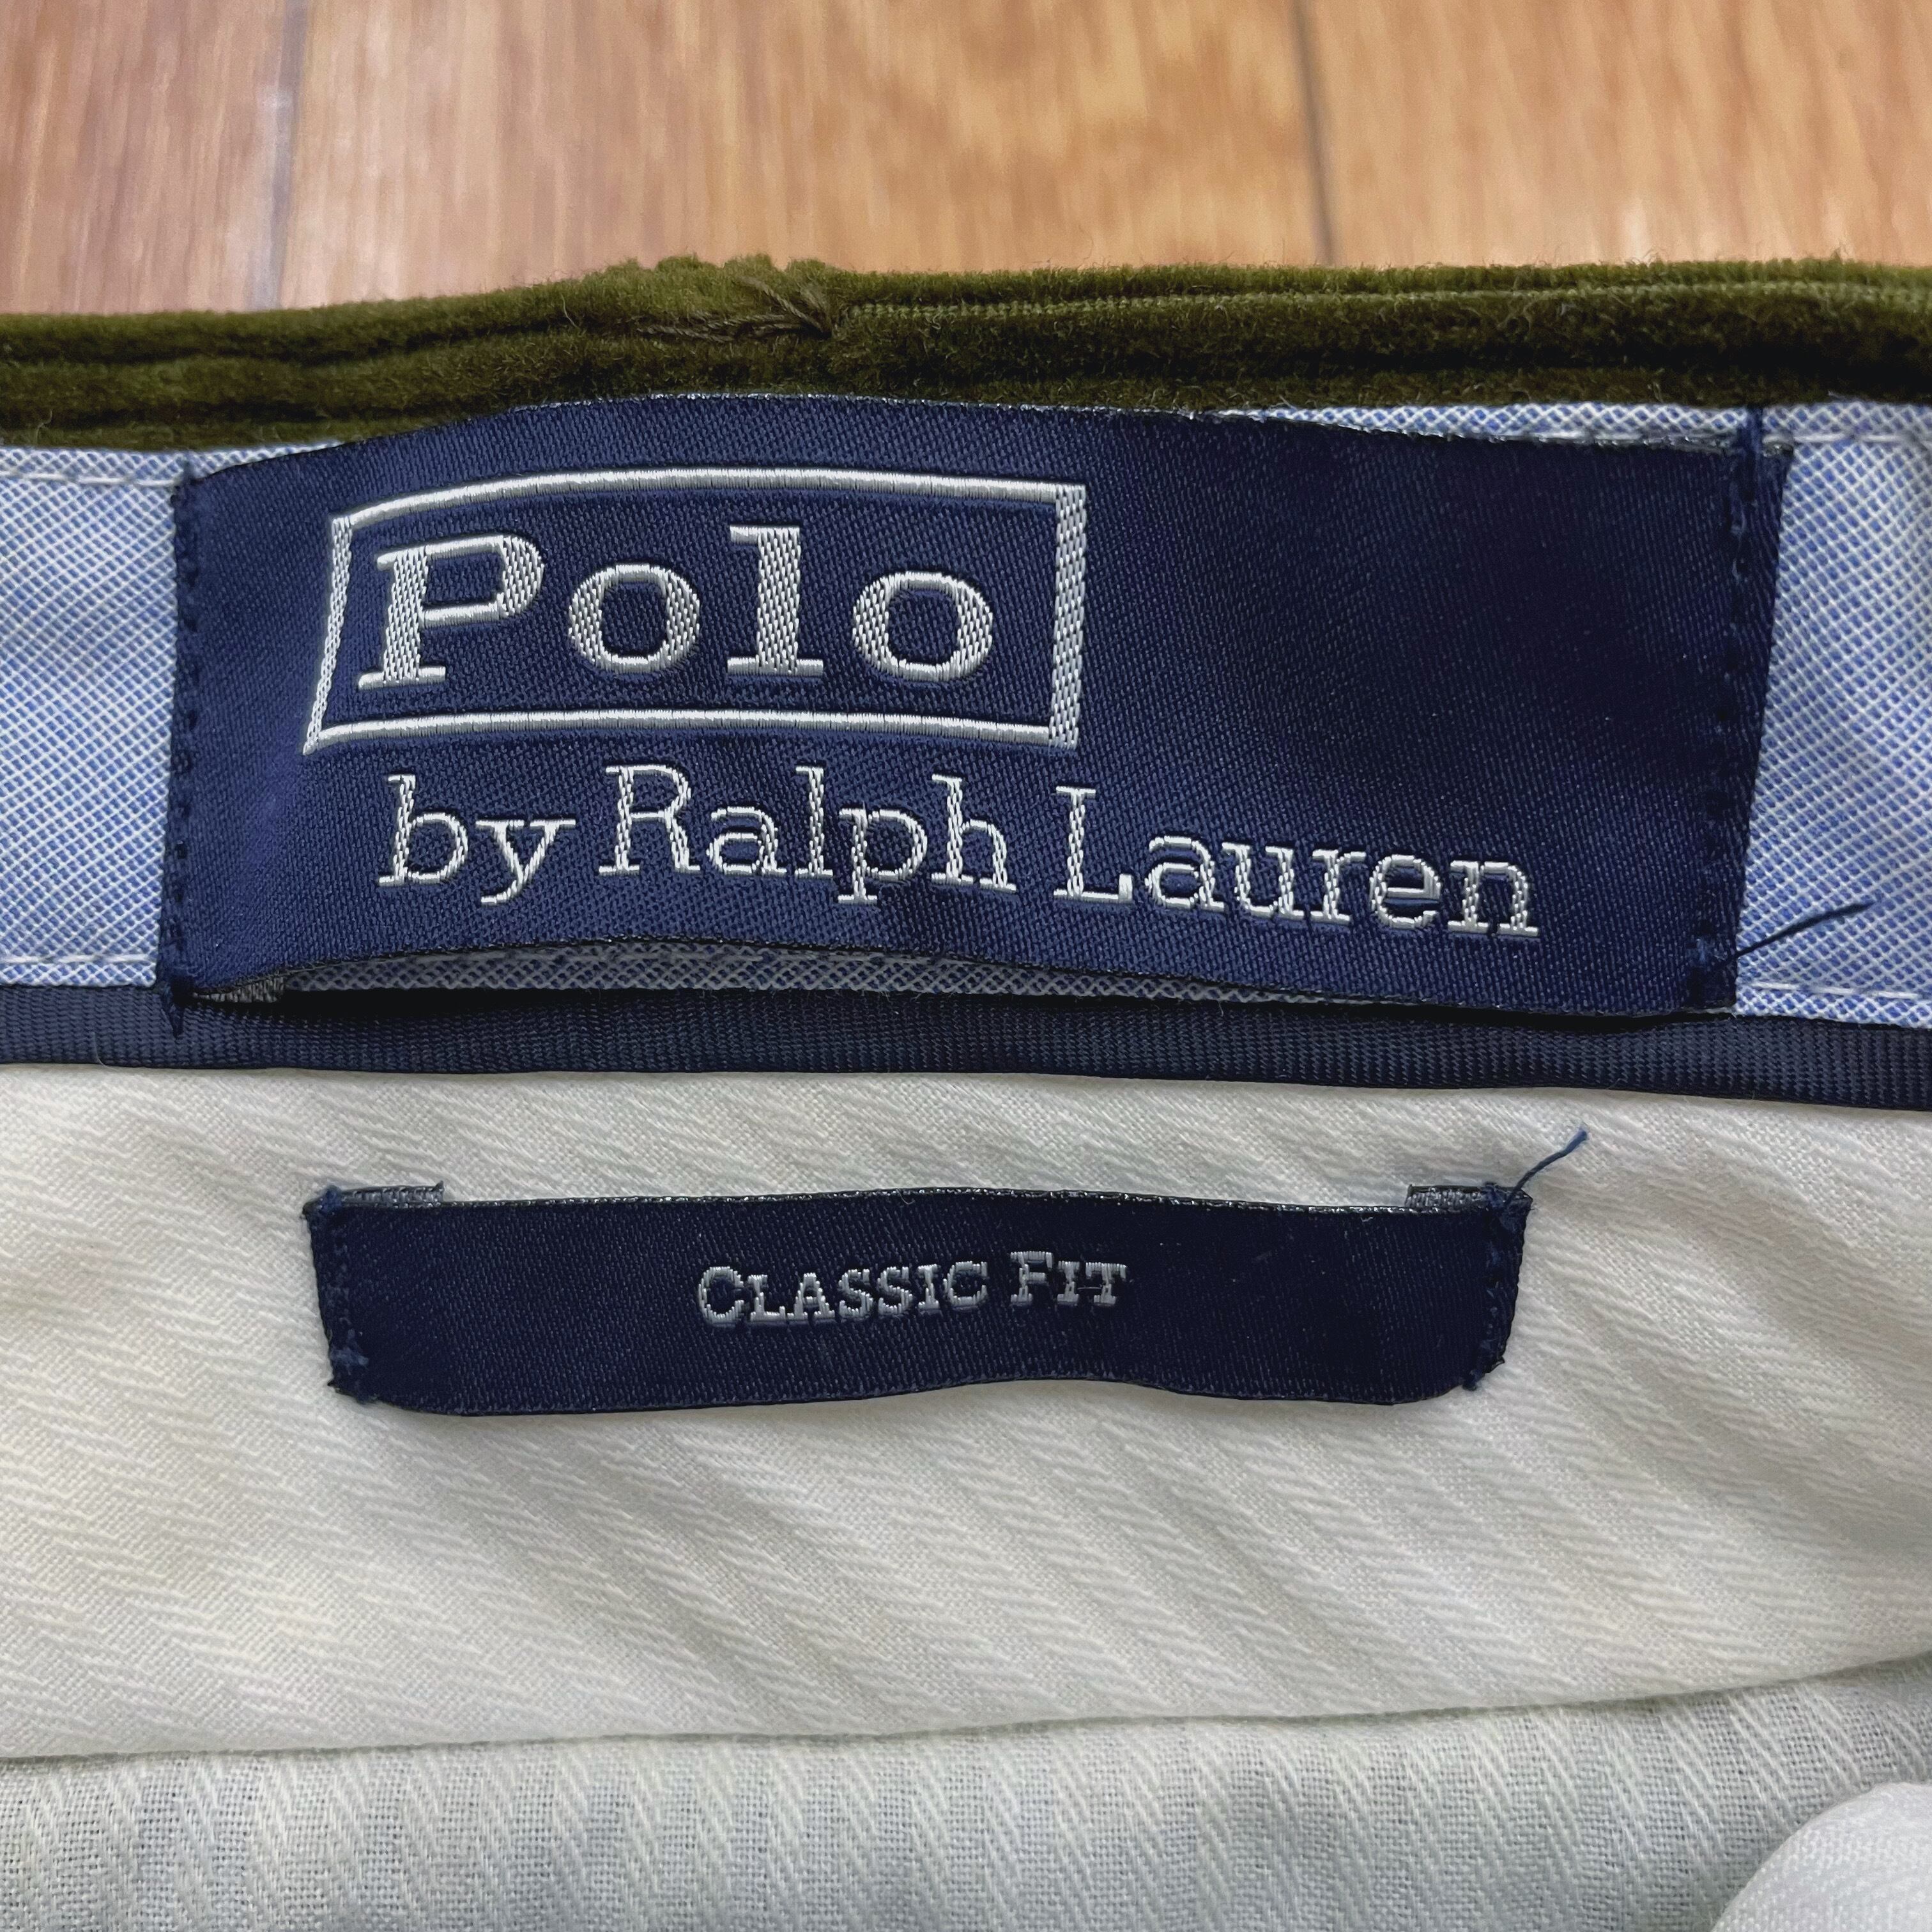 Polo
by Ralph Lauren
Classic Fit